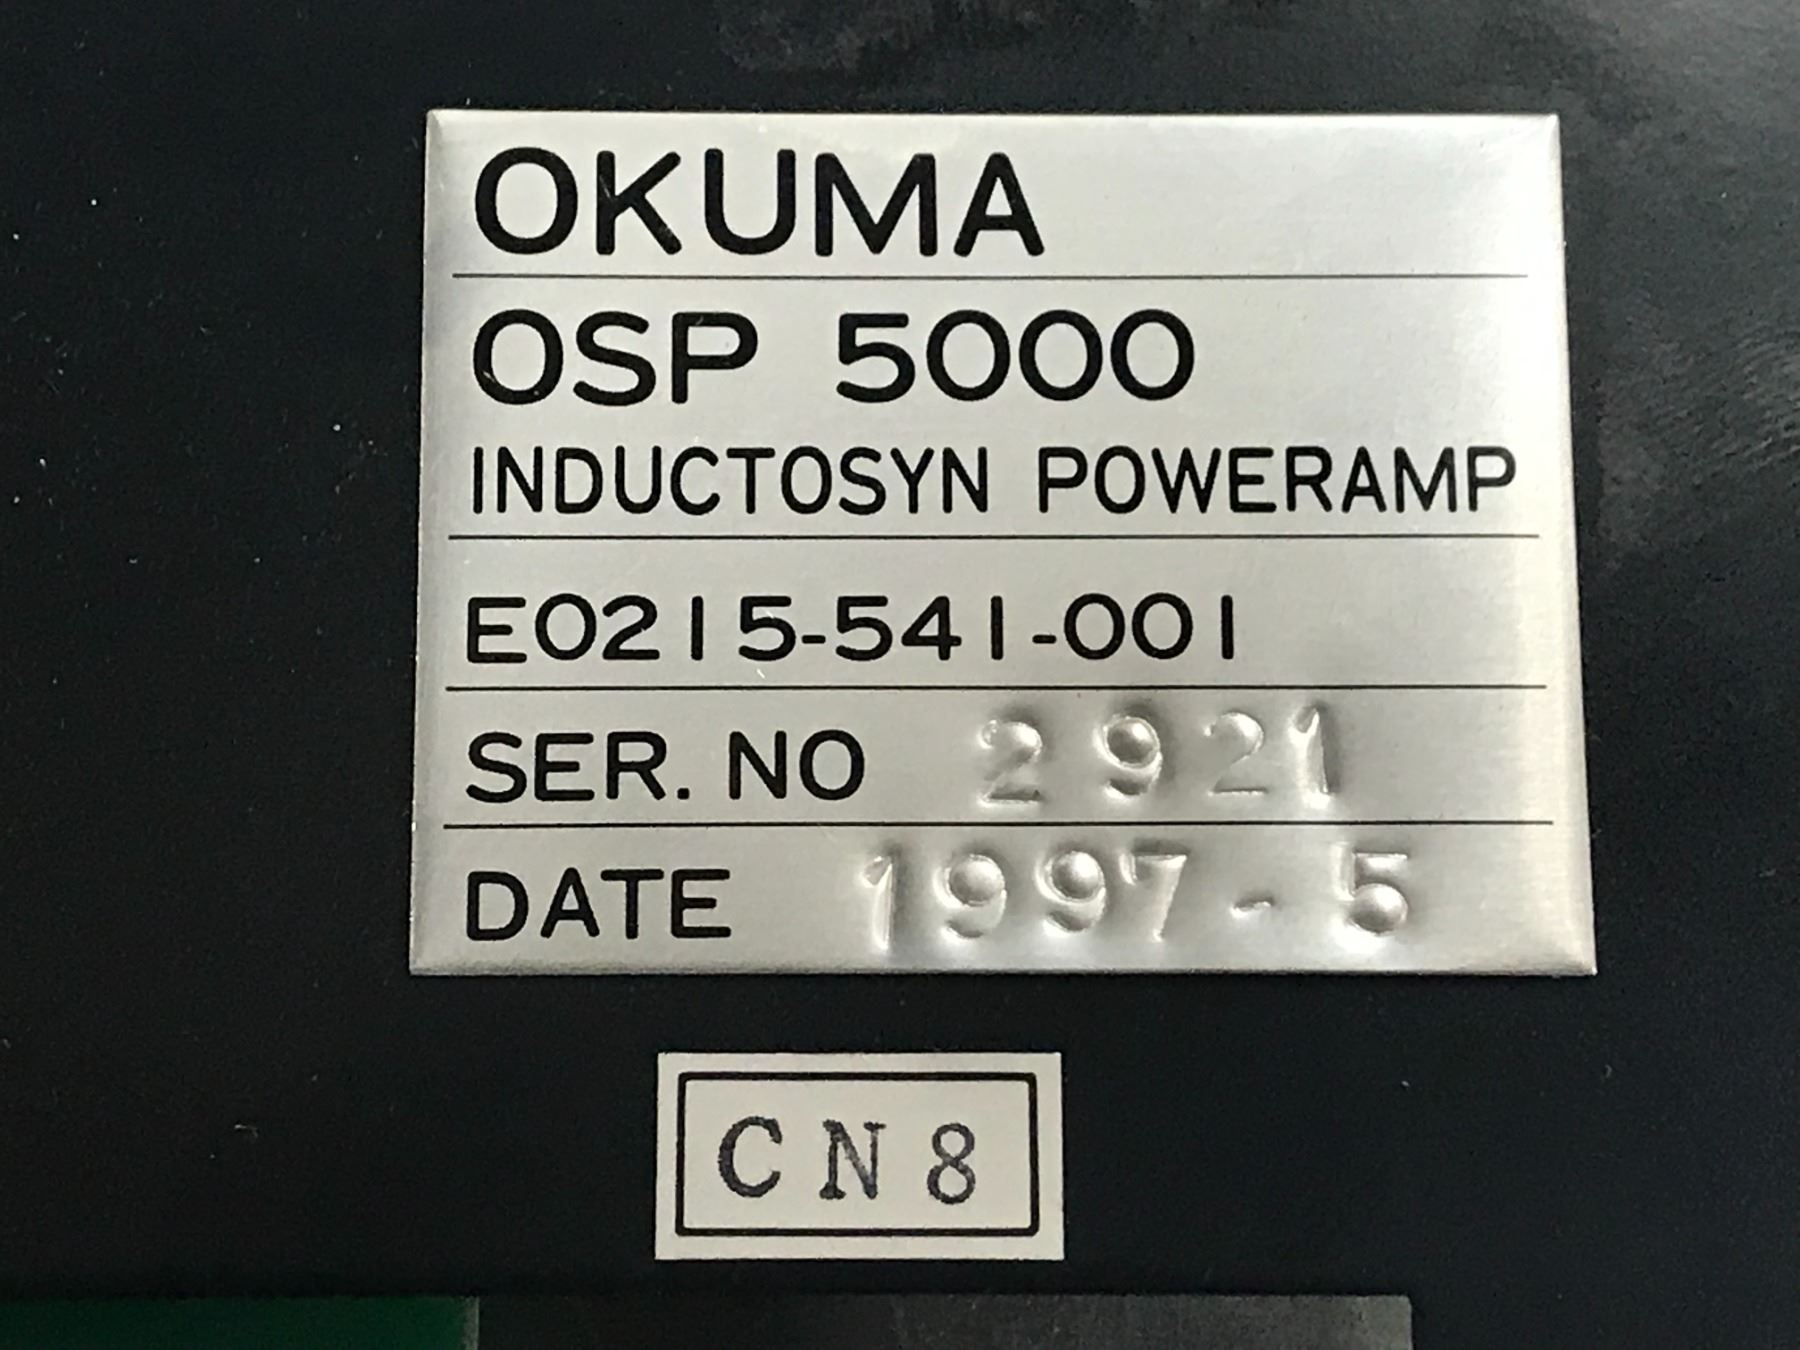 OKUMA
OSP 5000
INDUCTOSYN POWERAMP
E0215-541-001
SER. NO 2921
DATE 1997-5
CN8